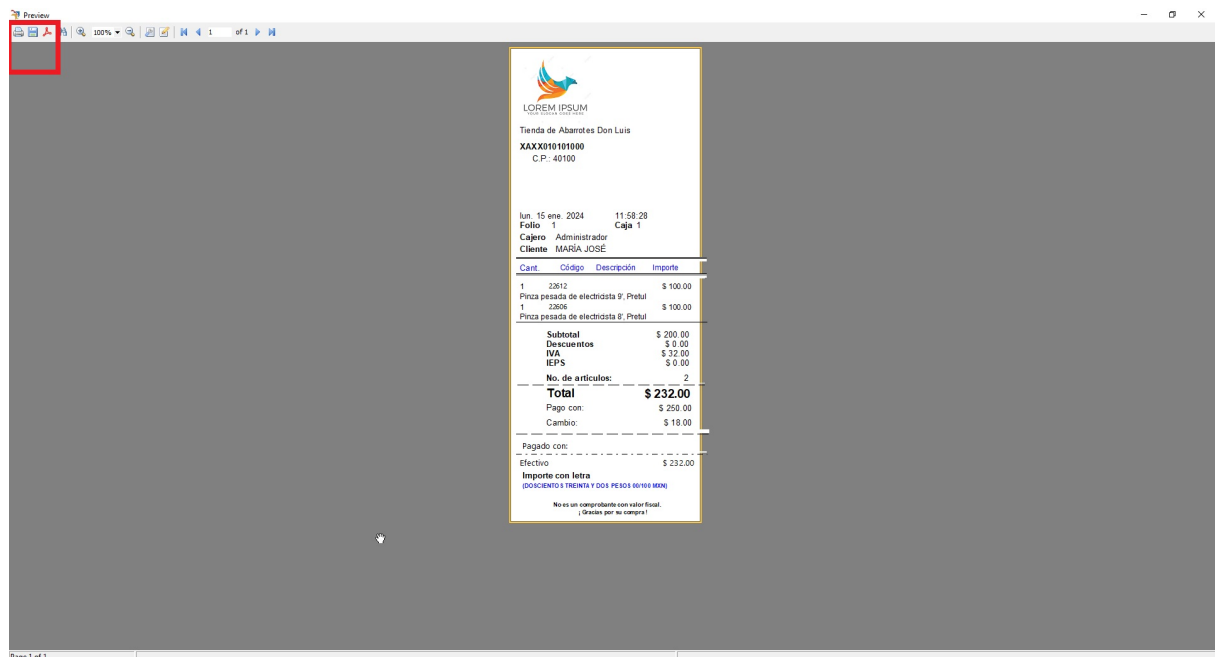 Preview
100%
1 of 1
LOREM IPSUM
YOUR SLOGAN GOES HERE
Tienda de Abarrotes Don Luis
XAXX010101000
C.P.: 40100
lun. 15 ene. 2024 11:58:28
Folio 1 Caja 1
Cajero Administrador
Cliente MARÍA JOSÉ
Cant. Código Descripción Importe
1 22612 $ 100.00
Pinza pesada de electricista 9', Pretul
1 22606 $ 100.00
Pinza pesada de electricista 8', Pretul
Subtotal $ 200.00
Descuentos $ 0.00
IVA $ 32.00
IEPS $ 0.00
No. de articulos: 2
Total $ 232.00
Pago con: $ 250.00
Cambio: $ 18.00
Pagado con:
Efectivo $ 232.00
Importe con letra
(DOSCIENTOS TREINTA Y DOS PESOS 00/100 MXN)
No es un comprobante con valor fiscal.
¡ Gracias por su compra !
Page 1 of 1